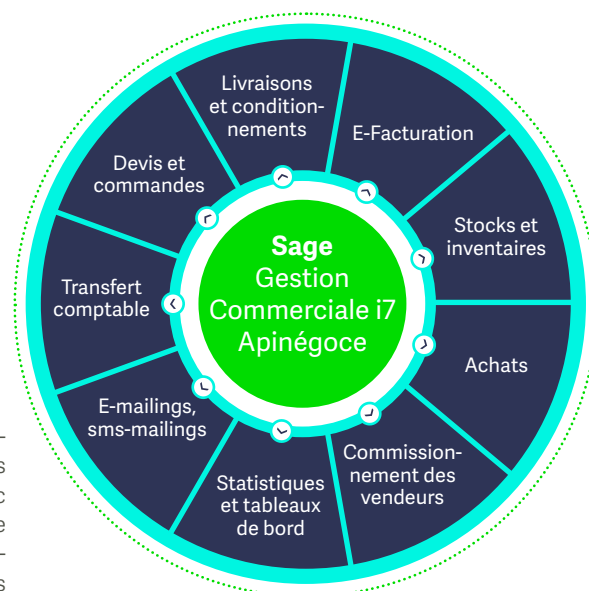 Livraisons
et condition-
nements
E-Facturation
Devis et
commandes
Stocks et
inventaires
Sage
Gestion
Commerciale i7
Apinégoce
Transfert
comptable
Achats
E-mailings,
sms-mailings
Commission-
nement des
vendeurs
Statistiques
et tableaux
de bord
-
s
c
e
-
s